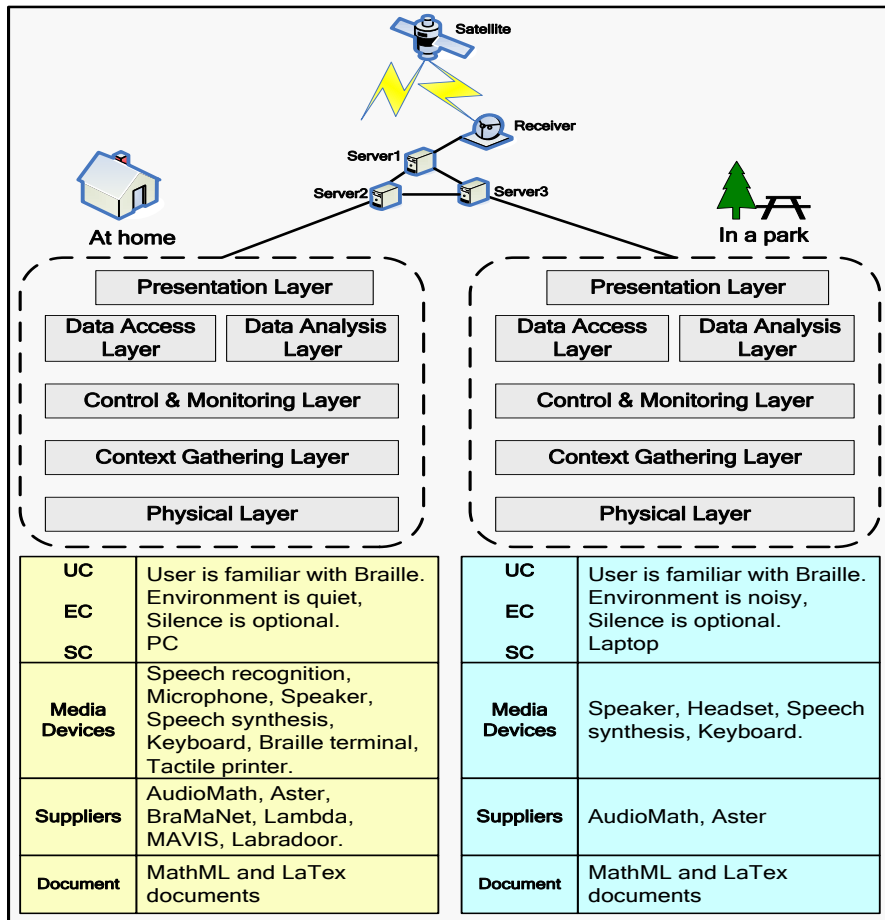 Satellite
Receiver
Server1
Server2
Server3
At home
In a park
Presentation Layer
Data Access
Layer
Data Analysis
Layer
Control & Monitoring Layer
Context Gathering Layer
Physical Layer
Presentation Layer
Data Access
Layer
Data Analysis
Layer
Control & Monitoring Layer
Context Gathering Layer
Physical Layer
UC
EC
SC
User is familiar with Braille.
Environment is quiet,
Silence is optional.
PC
Media
Devices
Speech recognition,
Microphone, Speaker,
Speech synthesis,
Keyboard, Braille terminal,
Tactile printer.
Suppliers
AudioMath, Aster,
BraMaNet, Lambda,
MAVIS, Labradoor.
Document
MathML and LaTex
documents
UC
EC
SC
User is familiar with Braille.
Environment is noisy,
Silence is optional.
Laptop
Media
Devices
Speaker, Headset, Speech
synthesis, Keyboard.
Suppliers
AudioMath, Aster
Document
MathML and LaTex
documents